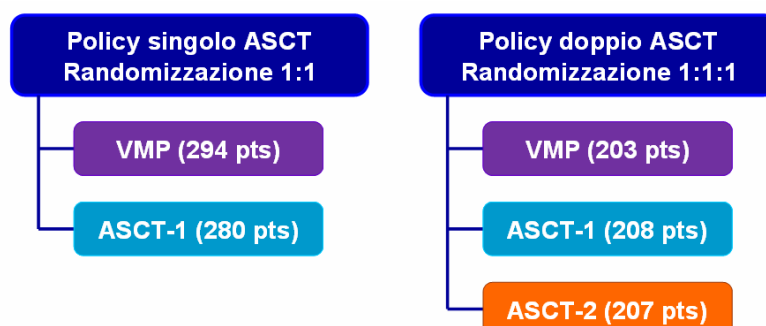 Policy singolo ASCT
Randomizzazione 1:1
VMP (294 pts)
ASCT-1 (280 pts)
Policy doppio ASCT
Randomizzazione 1:1:1
VMP (203 pts)
ASCT-1 (208 pts)
ASCT-2 (207 pts)